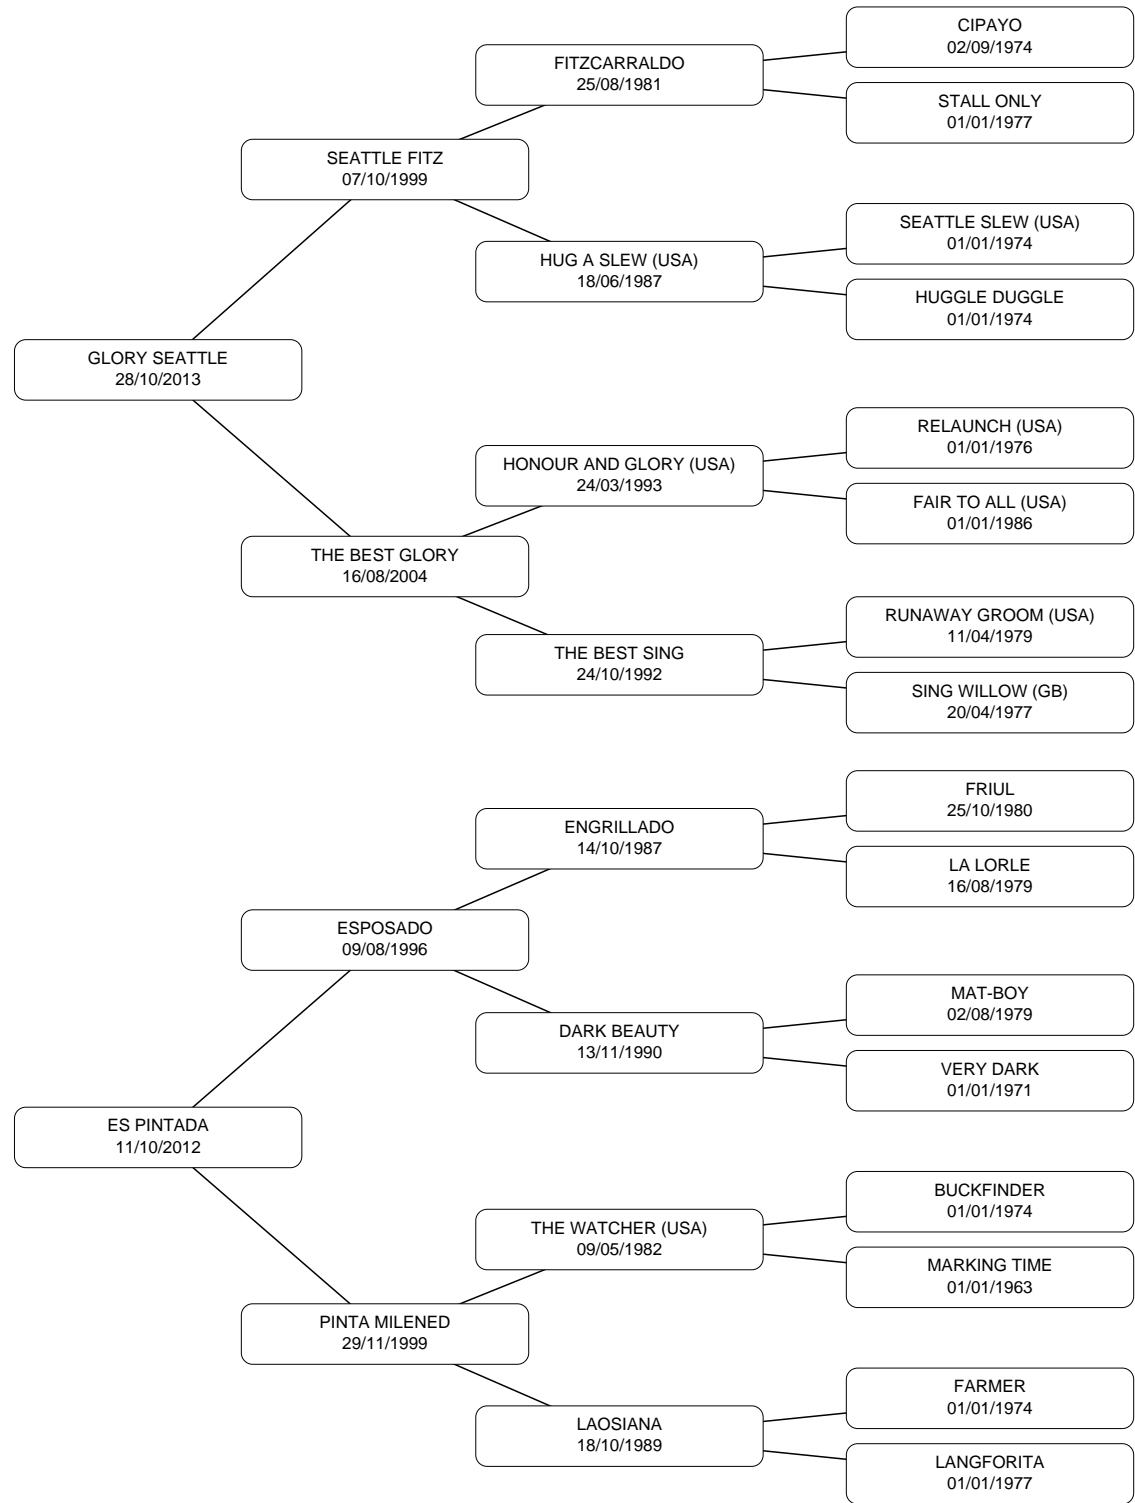 CIPAYO
02/09/1974
FITZCARRALDO
25/08/1981
STALL ONLY
01/01/1977
SEATTLE FITZ
07/10/1999
SEATTLE SLEW (USA)
01/01/1974
HUG A SLEW (USA)
18/06/1987
HUGGLE DUGGLE
01/01/1974
GLORY SEATTLE
28/10/2013
RELAUNCH (USA)
01/01/1976
HONOUR AND GLORY (USA)
24/03/1993
FAIR TO ALL (USA)
01/01/1986
THE BEST GLORY
16/08/2004
RUNAWAY GROOM (USA)
11/04/1979
THE BEST SING
24/10/1992
SING WILLOW (GB)
20/04/1977
FRIUL
25/10/1980
ENGRILLADO
14/10/1987
LA LORLE
16/08/1979
ESPOSADO
09/08/1996
MAT-BOY
02/08/1979
DARK BEAUTY
13/11/1990
VERY DARK
01/01/1971
ES PINTADA
11/10/2012
BUCKFINDER
01/01/1974
THE WATCHER (USA)
09/05/1982
MARKING TIME
01/01/1963
PINTA MILENED
29/11/1999
FARMER
01/01/1974
LAOSIANA
18/10/1989
LANGFORITA
01/01/1977